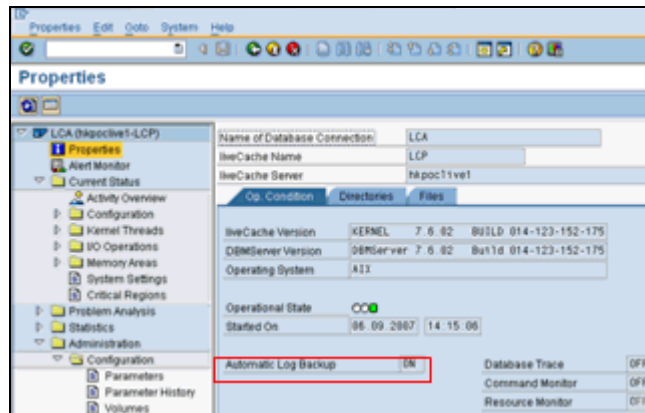 Properties Edit Goto System Help
Properties
LCA (hkpoclive1-LCP)
Properties
Alert Monitor
Current Status
Activity Overview
Configuration
Kernel Threads
I/O Operations
Memory Areas
System Settings
Critical Regions
Problem Analysis
Statistics
Administration
Configuration
Parameters
Parameter History
Volumes
Name of Database Connection LCA
liveCache Name LCP
liveCache Server hkpoclive1
Op. Condition Directories Files
liveCache Version KERNEL 7.6.02 BUILD 014-123-152-175
DBMServer Version DBMServer 7.6.02 Build 014-123-152-175
Operating System AIX
Operational State
Started On 06.09.2007 14:15:06
Automatic Log Backup ON Database Trace OFF
Command Monitor OFF
Resource Monitor OFF